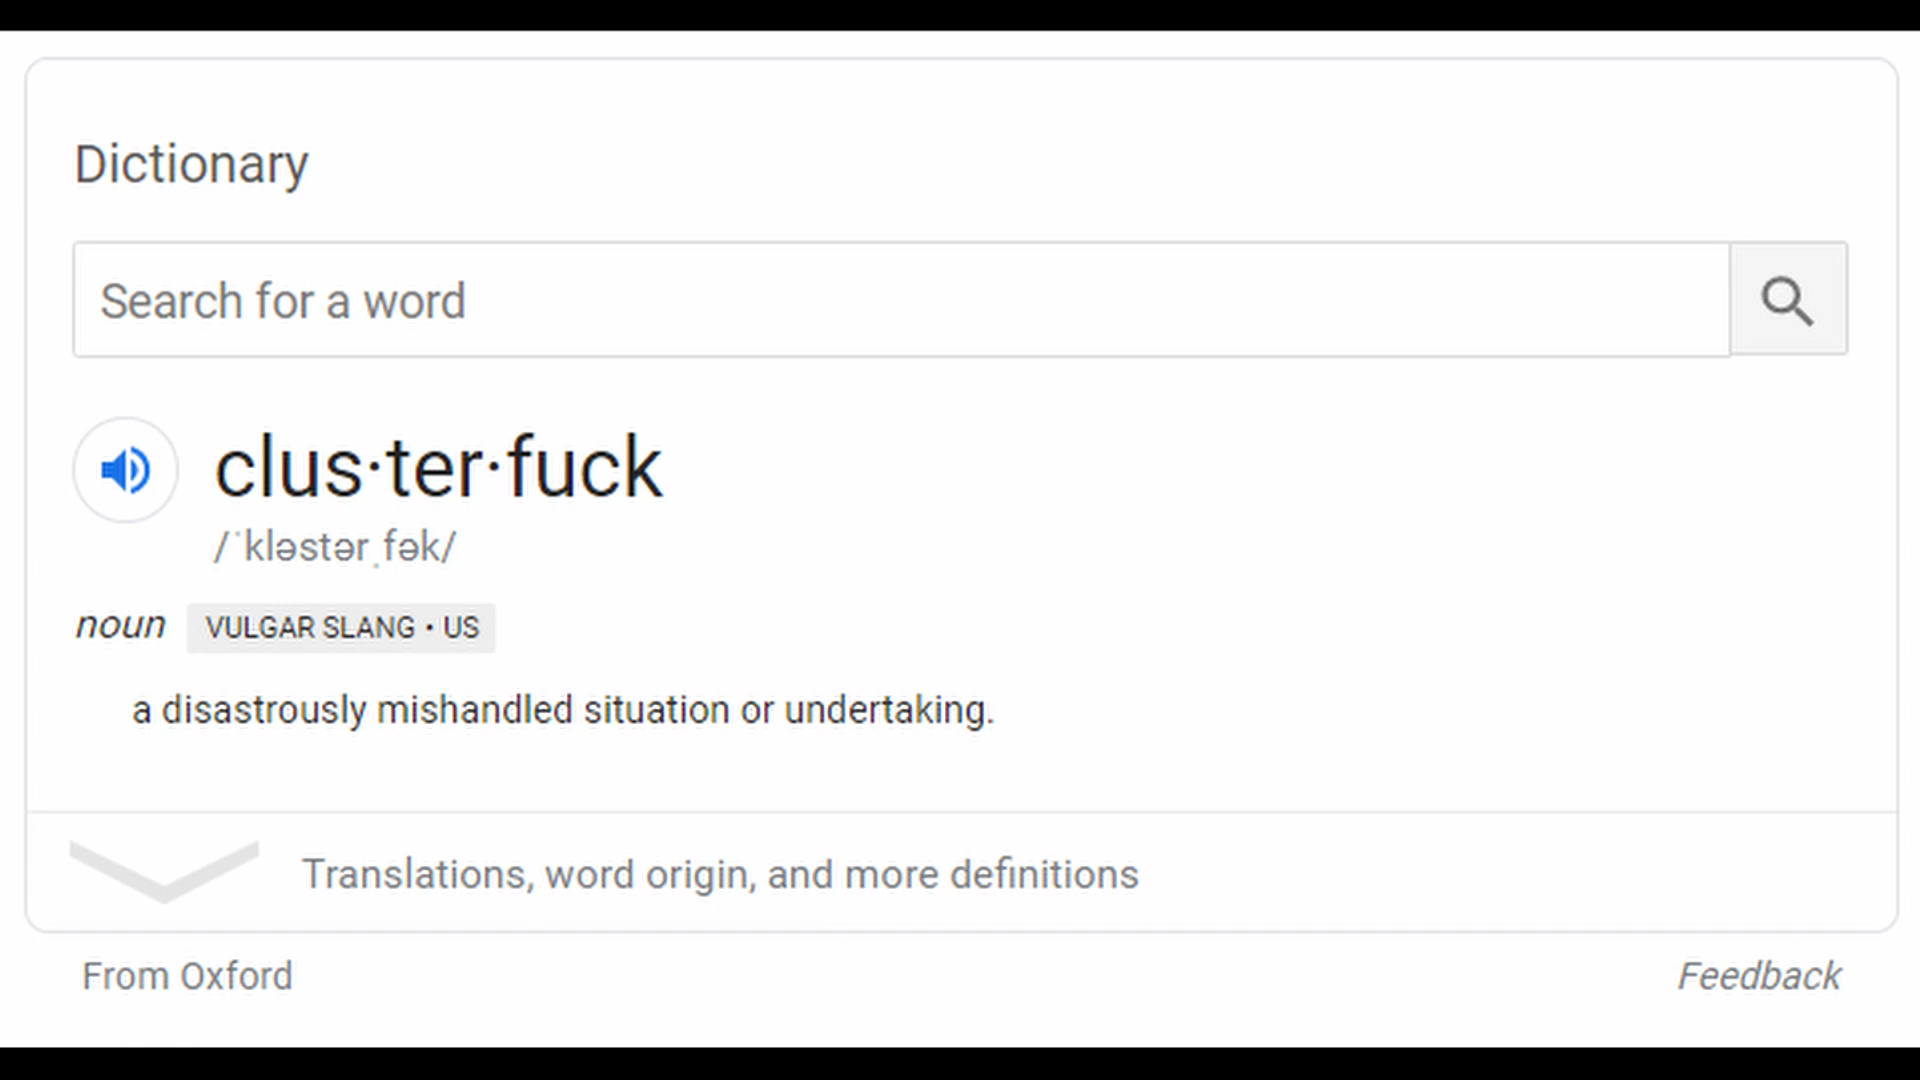 Dictionary
Search for a word
clus·ter·fuck
/ˈkləstərˌfək/
noun VULGAR SLANG • US
a disastrously mishandled situation or undertaking.
Translations, word origin, and more definitions
From Oxford
Feedback